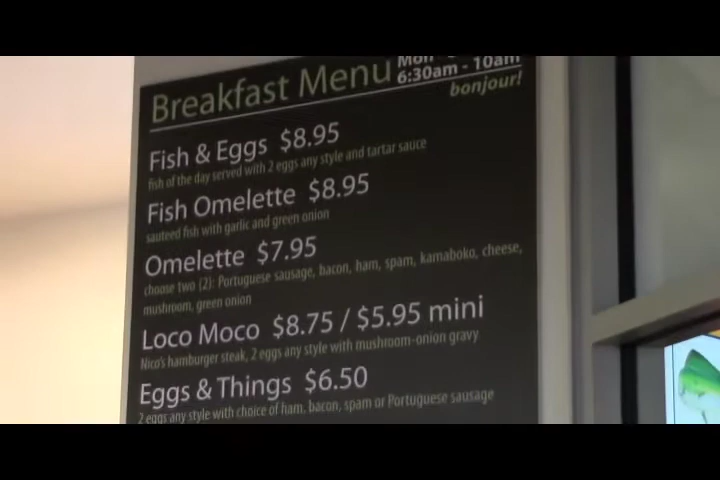 Breakfast Menu
6:30am - 10am
bonjour!
Fish & Eggs $8.95
fish of the day served with 2 eggs any style and tartar sauce
Fish Omelette $8.95
sauteed fish with garlic and green onion
Omelette $7.95
choose two (2): Portuguese sausage, bacon, ham, spam, kamaboko, cheese,
mushroom, green onion
Loco Moco $8.75 / $5.95 mini
Nico's hamburger steak, 2 eggs any style with mushroom-onion gravy
Eggs & Things $6.50
2 eggs any style with choice of ham, bacon, spam or Portuguese sausage